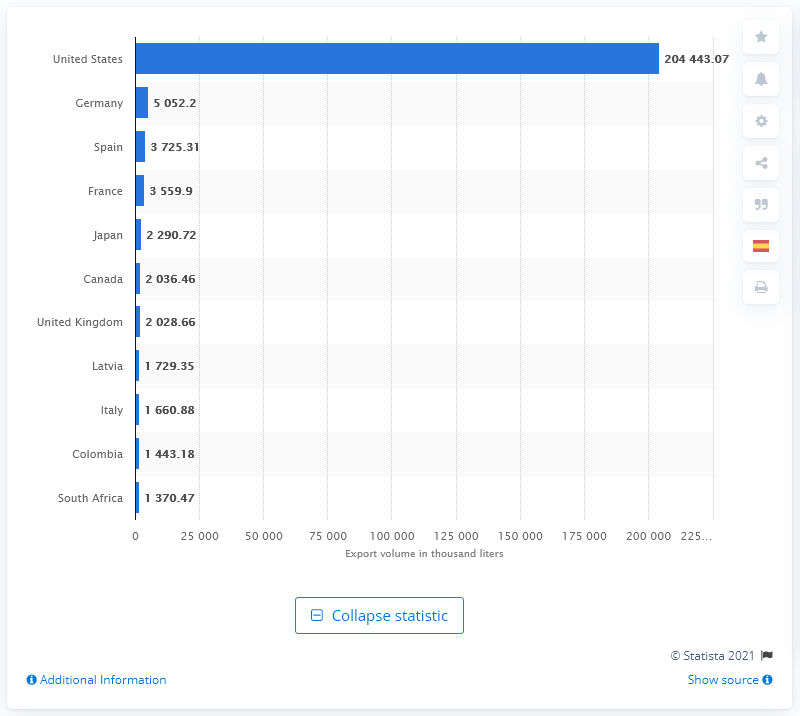 United States 204 443.07
Germany 5 052.2
Spain 3 725.31
France 3 559.9
Japan 2 290.72
Canada 2 036.46
United Kingdom 2 028.66
Latvia 1 729.35
Italy 1 660.88
Colombia 1 443.18
South Africa 1 370.47
0 25 000 50 000 75 000 100 000 125 000 150 000 175 000 200 000 225...
Export volume in thousand liters
Collapse statistic
© Statista 2021
Additional Information Show source